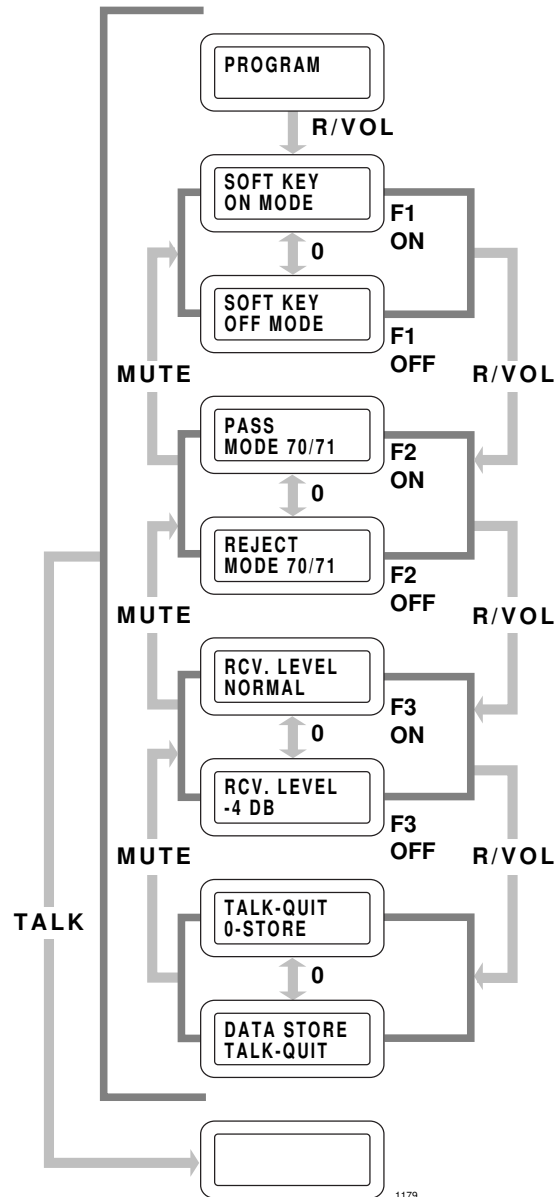 PROGRAM
R/VOL
SOFT KEY
ON MODE
F1
ON
0
SOFT KEY
OFF MODE
F1
OFF
MUTE
R/VOL
PASS
MODE 70/71
F2
ON
0
REJECT
MODE 70/71
F2
OFF
MUTE
R/VOL
RCV. LEVEL
NORMAL
F3
ON
0
RCV. LEVEL
-4 DB
F3
OFF
MUTE
R/VOL
TALK-QUIT
0-STORE
TALK
0
DATA STORE
TALK-QUIT
1179